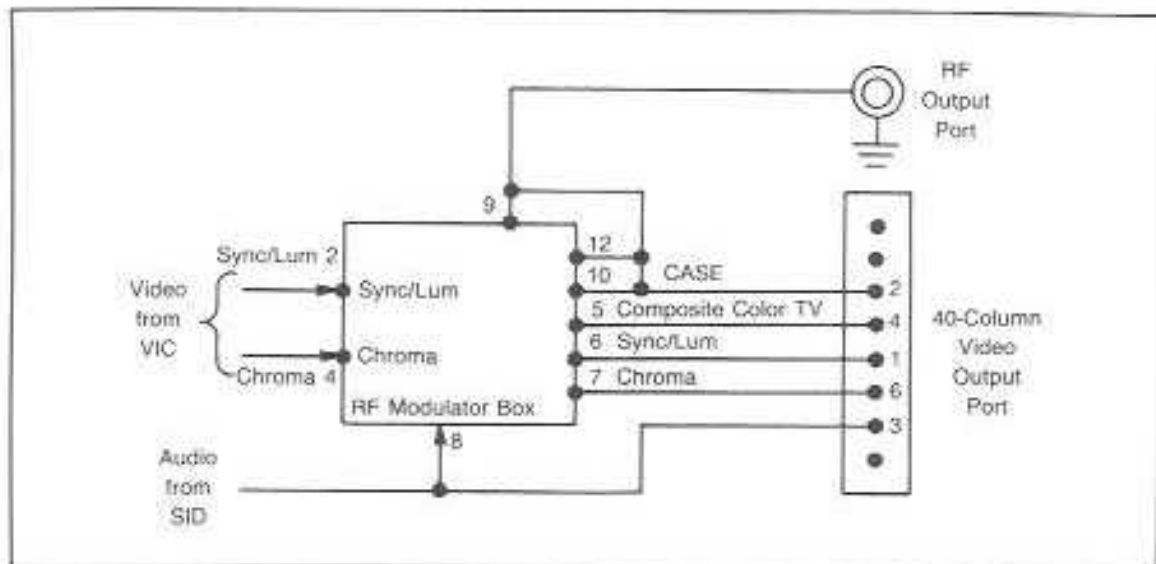 RF
Output
Port
9
12
10 CASE
2
5 Composite Color TV
4
6 Sync/Lum
1
7 Chroma
6
3
40-Column
Video
Output
Port
Sync/Lum 2
Sync/Lum
Video
from
VIC
Chroma
Chroma 4
RF Modulator Box
8
Audio
from
SID